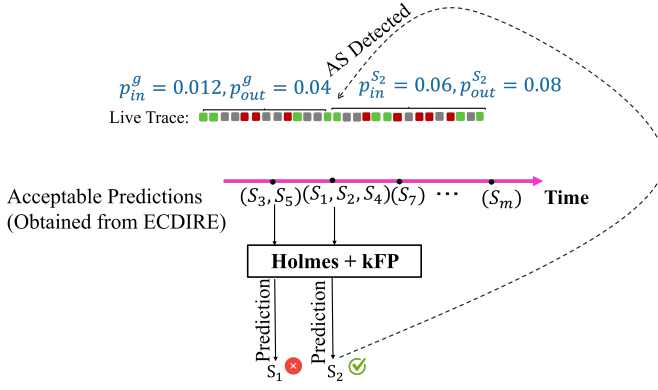 AS Detected
p_in^g = 0.012, p_out^g = 0.04
p_in^{S_2} = 0.06, p_out^{S_2} = 0.08
Live Trace:
Acceptable Predictions
(Obtained from ECDIRE)
(S_3, S_5) (S_1, S_2, S_4) (S_7) ⋯ (S_m)
Time
Holmes + kFP
Prediction
Prediction
S_1
S_2